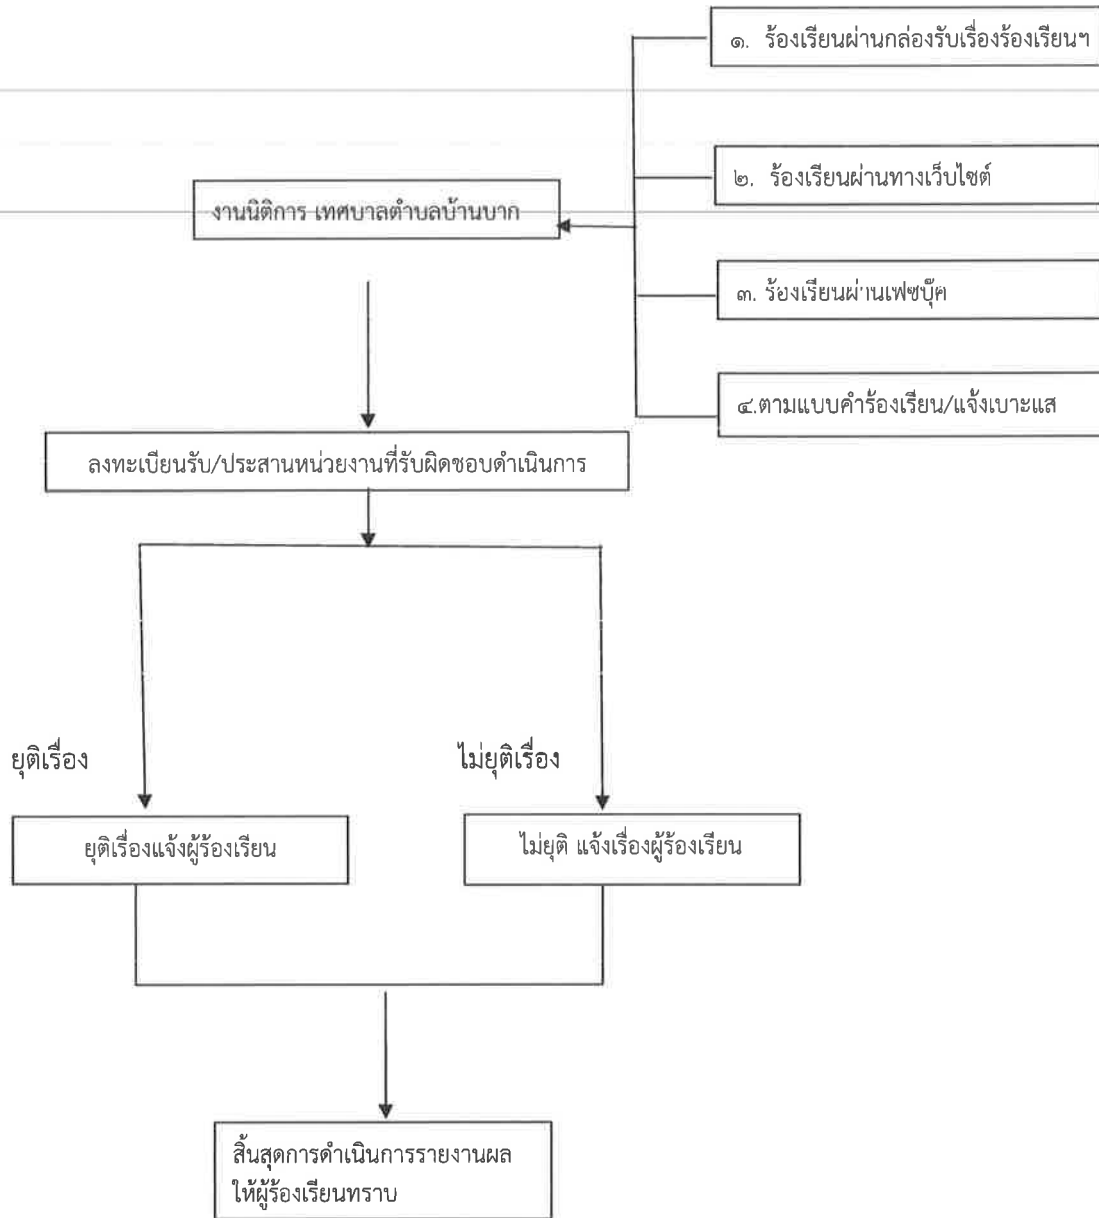 ๑. ร้องเรียนผ่านกล่องรับเรื่องร้องเรียนฯ
๒. ร้องเรียนผ่านทางเว็บไซต์
งานนิติการ เทศบาลตำบลบ้านบาก
๓. ร้องเรียนผ่านเฟซบุ๊ค
๔.ตามแบบคำร้องเรียน/แจ้งเบาะแส
ลงทะเบียนรับ/ประสานหน่วยงานที่รับผิดชอบดำเนินการ
ยุติเรื่อง
ไม่ยุติเรื่อง
ยุติเรื่องแจ้งผู้ร้องเรียน
ไม่ยุติ แจ้งเรื่องผู้ร้องเรียน
สิ้นสุดการดำเนินการรายงานผล
ให้ผู้ร้องเรียนทราบ